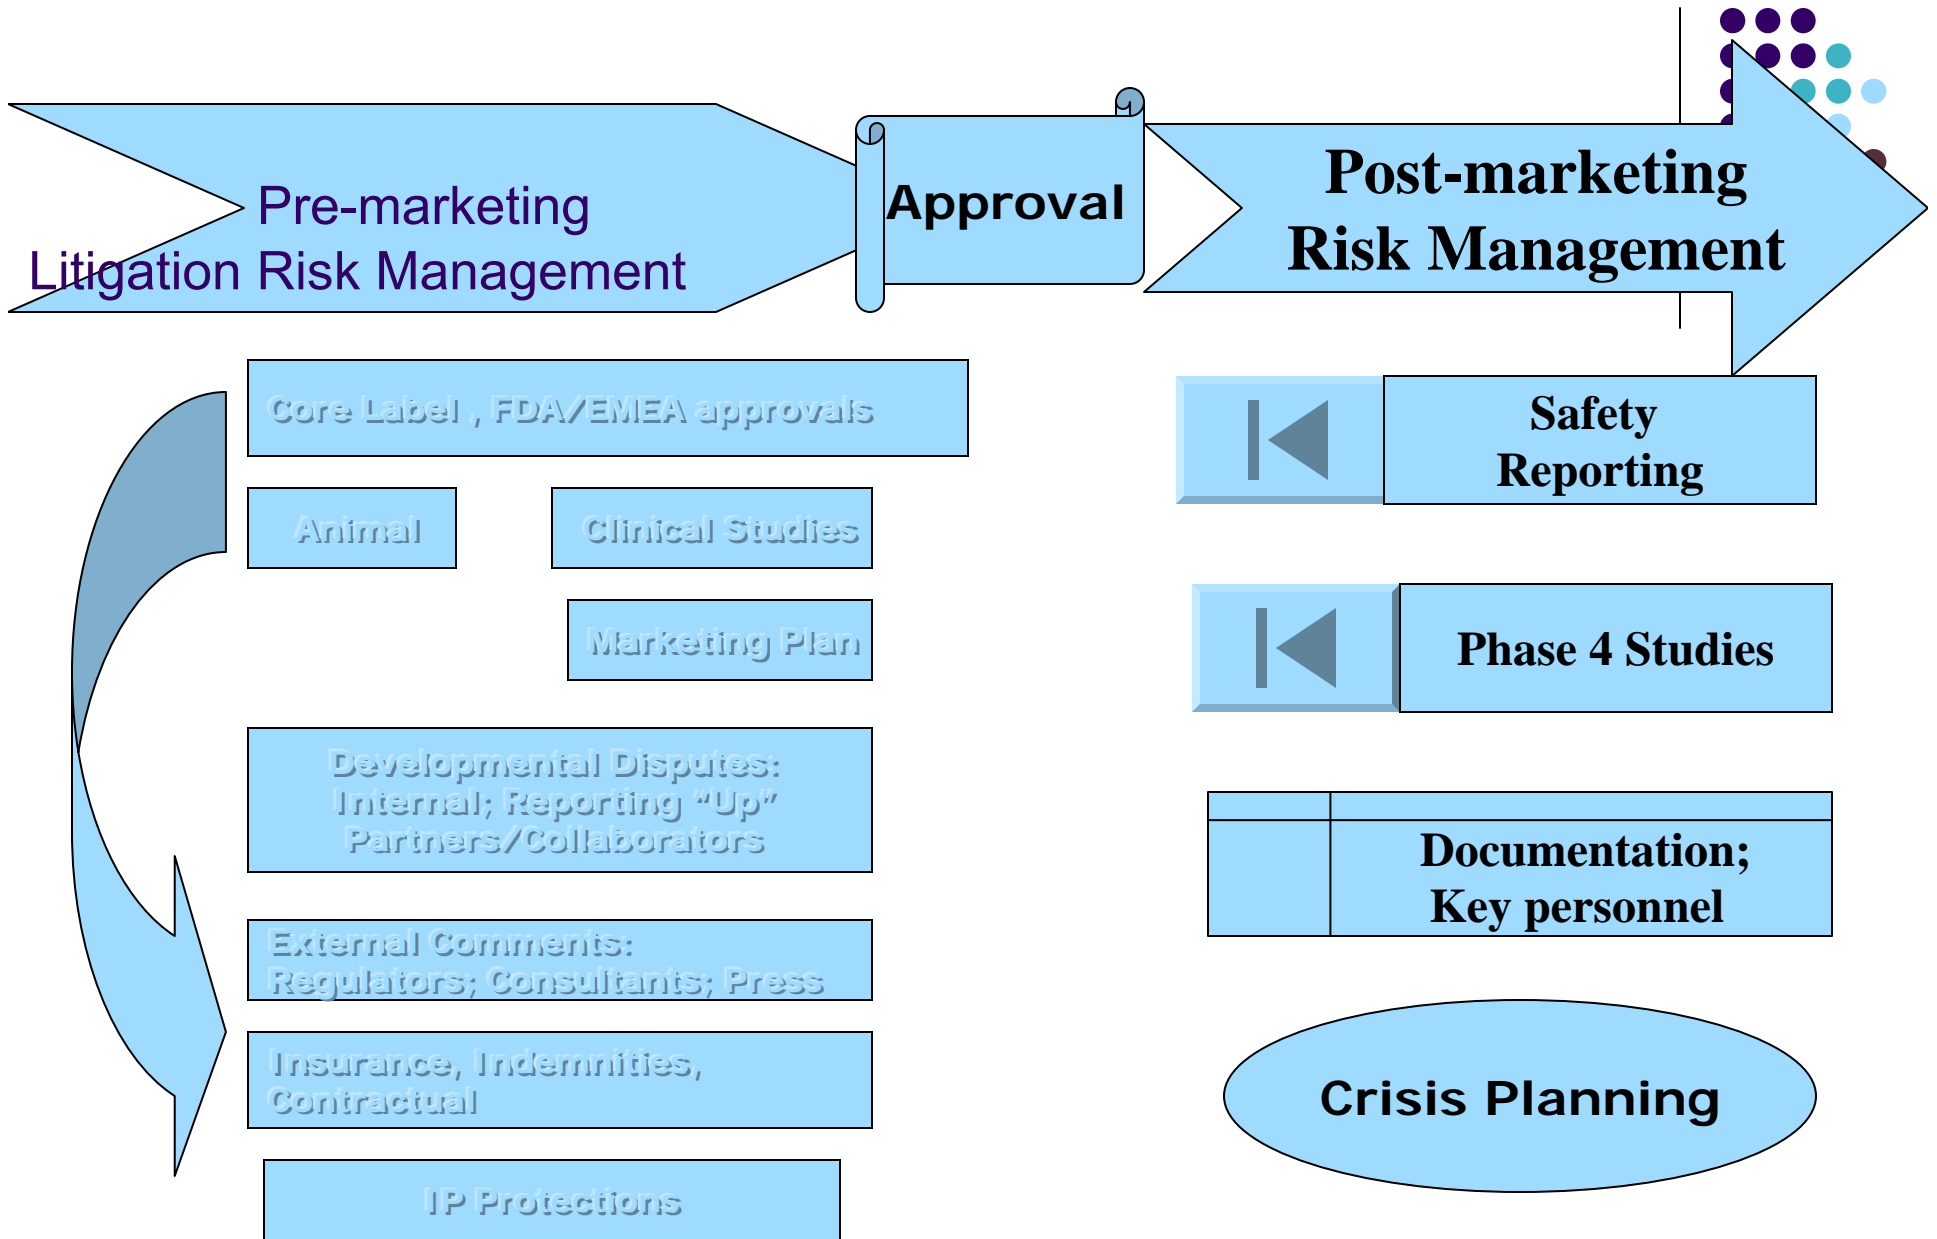 Pre-marketing
Litigation Risk Management
Approval
Post-marketing
Risk Management
Core Label , FDA/EMEA approvals
Animal
Clinical Studies
Marketing Plan
Developmental Disputes:
Internal; Reporting “Up”
Partners/Collaborators
External Comments:
Regulators; Consultants; Press
Insurance, Indemnities,
Contractual
IP Protections
Safety
Reporting
Phase 4 Studies
Documentation;
Key personnel
Crisis Planning